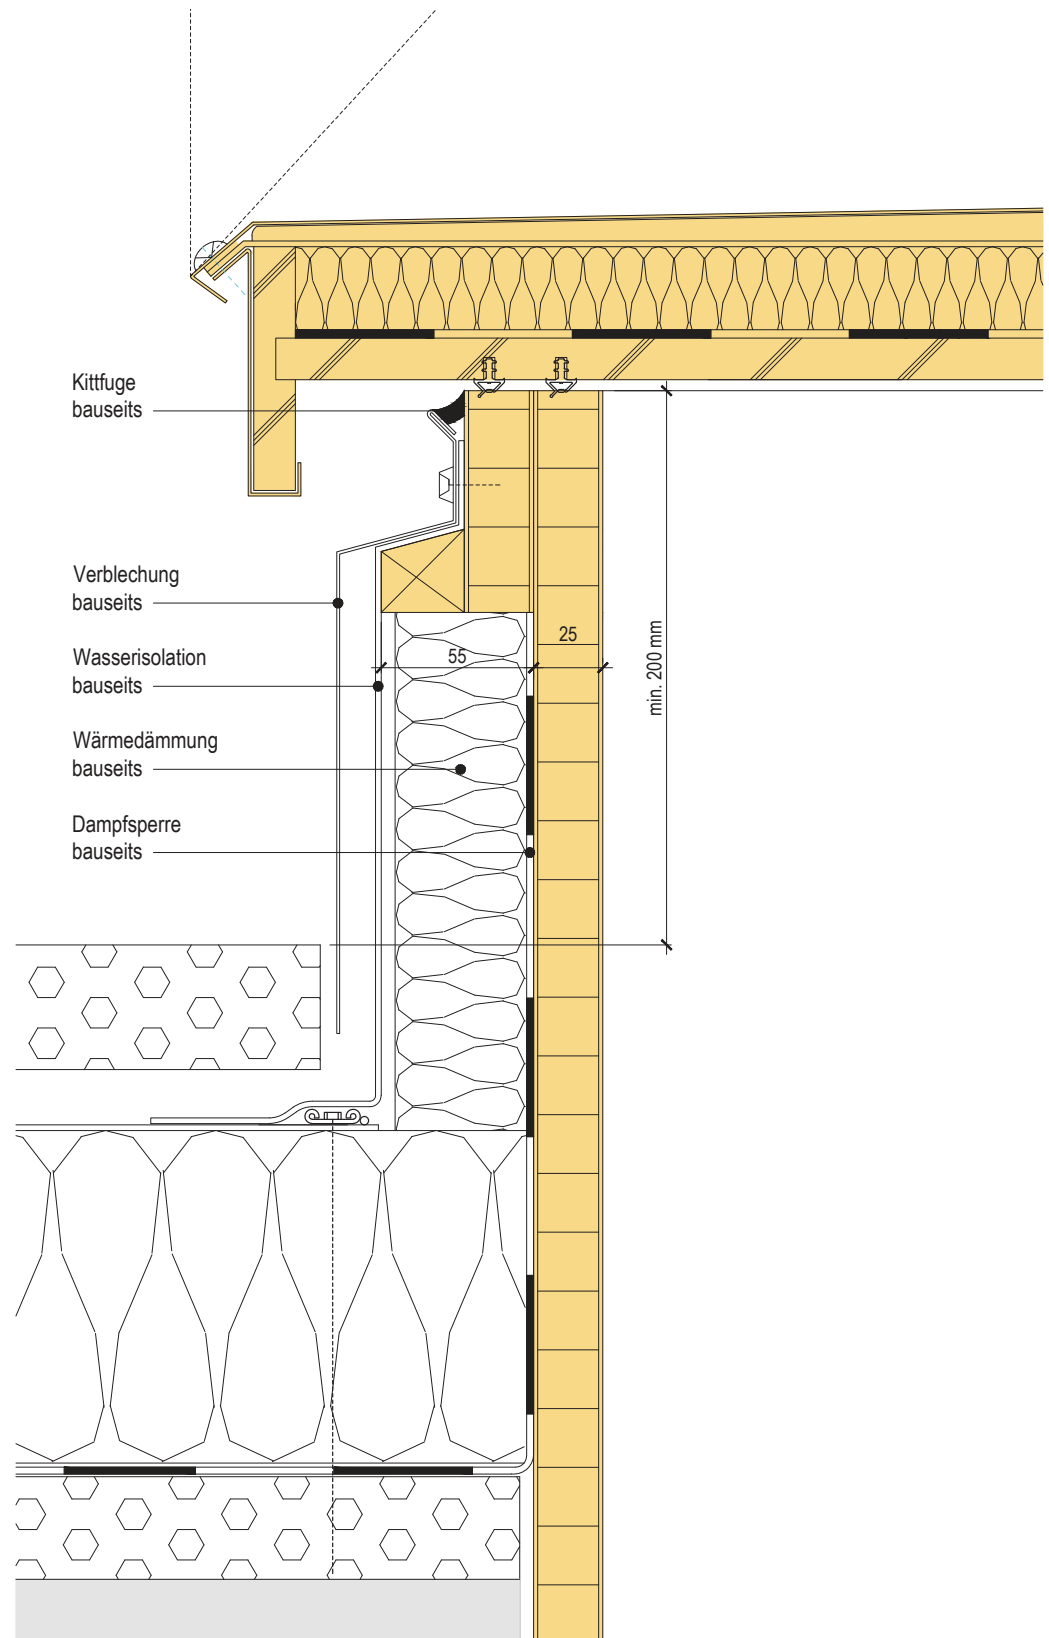 Kittfuge
bauseits
Verblechung
bauseits
Wasserisolation
bauseits
Wärmedämmung
bauseits
Dampfsperre
bauseits
55
25
min. 200 mm